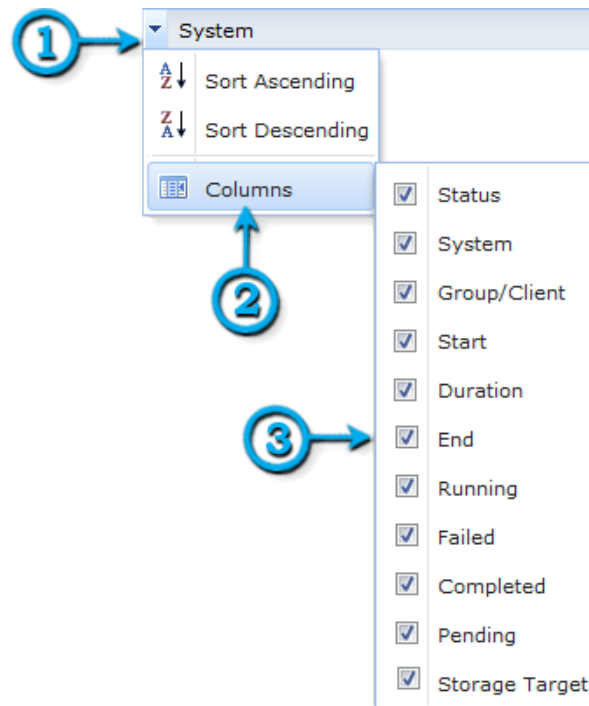 1
System
A
Z
Sort Ascending
Z
A
Sort Descending
Columns
2
3
Status
System
Group/Client
Start
Duration
End
Running
Failed
Completed
Pending
Storage Target